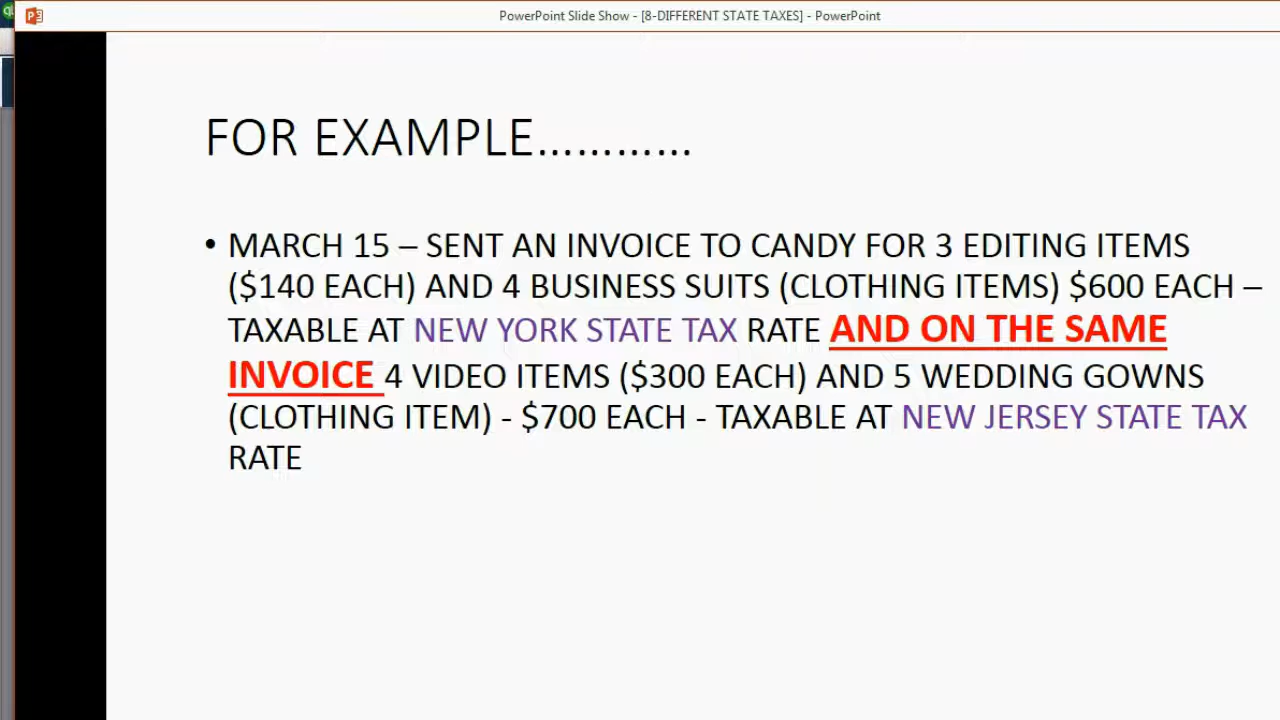 PowerPoint Slide Show - [8-DIFFERENT STATE TAXES] - PowerPoint
FOR EXAMPLE…………
• MARCH 15 – SENT AN INVOICE TO CANDY FOR 3 EDITING ITEMS
($140 EACH) AND 4 BUSINESS SUITS (CLOTHING ITEMS) $600 EACH –
TAXABLE AT NEW YORK STATE TAX RATE AND ON THE SAME
INVOICE 4 VIDEO ITEMS ($300 EACH) AND 5 WEDDING GOWNS
(CLOTHING ITEM) - $700 EACH - TAXABLE AT NEW JERSEY STATE TAX
RATE